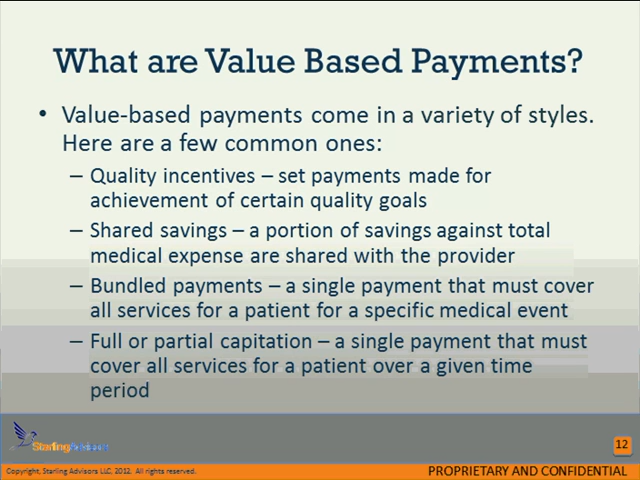 What are Value Based Payments?
• Value-based payments come in a variety of styles.
Here are a few common ones:
– Quality incentives – set payments made for
achievement of certain quality goals
– Shared savings – a portion of savings against total
medical expense are shared with the provider
– Bundled payments – a single payment that must cover
all services for a patient for a specific medical event
– Full or partial capitation – a single payment that must
cover all services for a patient over a given time
period
StarlingAdvisors
12
Copyright, Starling Advisors LLC, 2012. All rights reserved.
PROPRIETARY AND CONFIDENTIAL